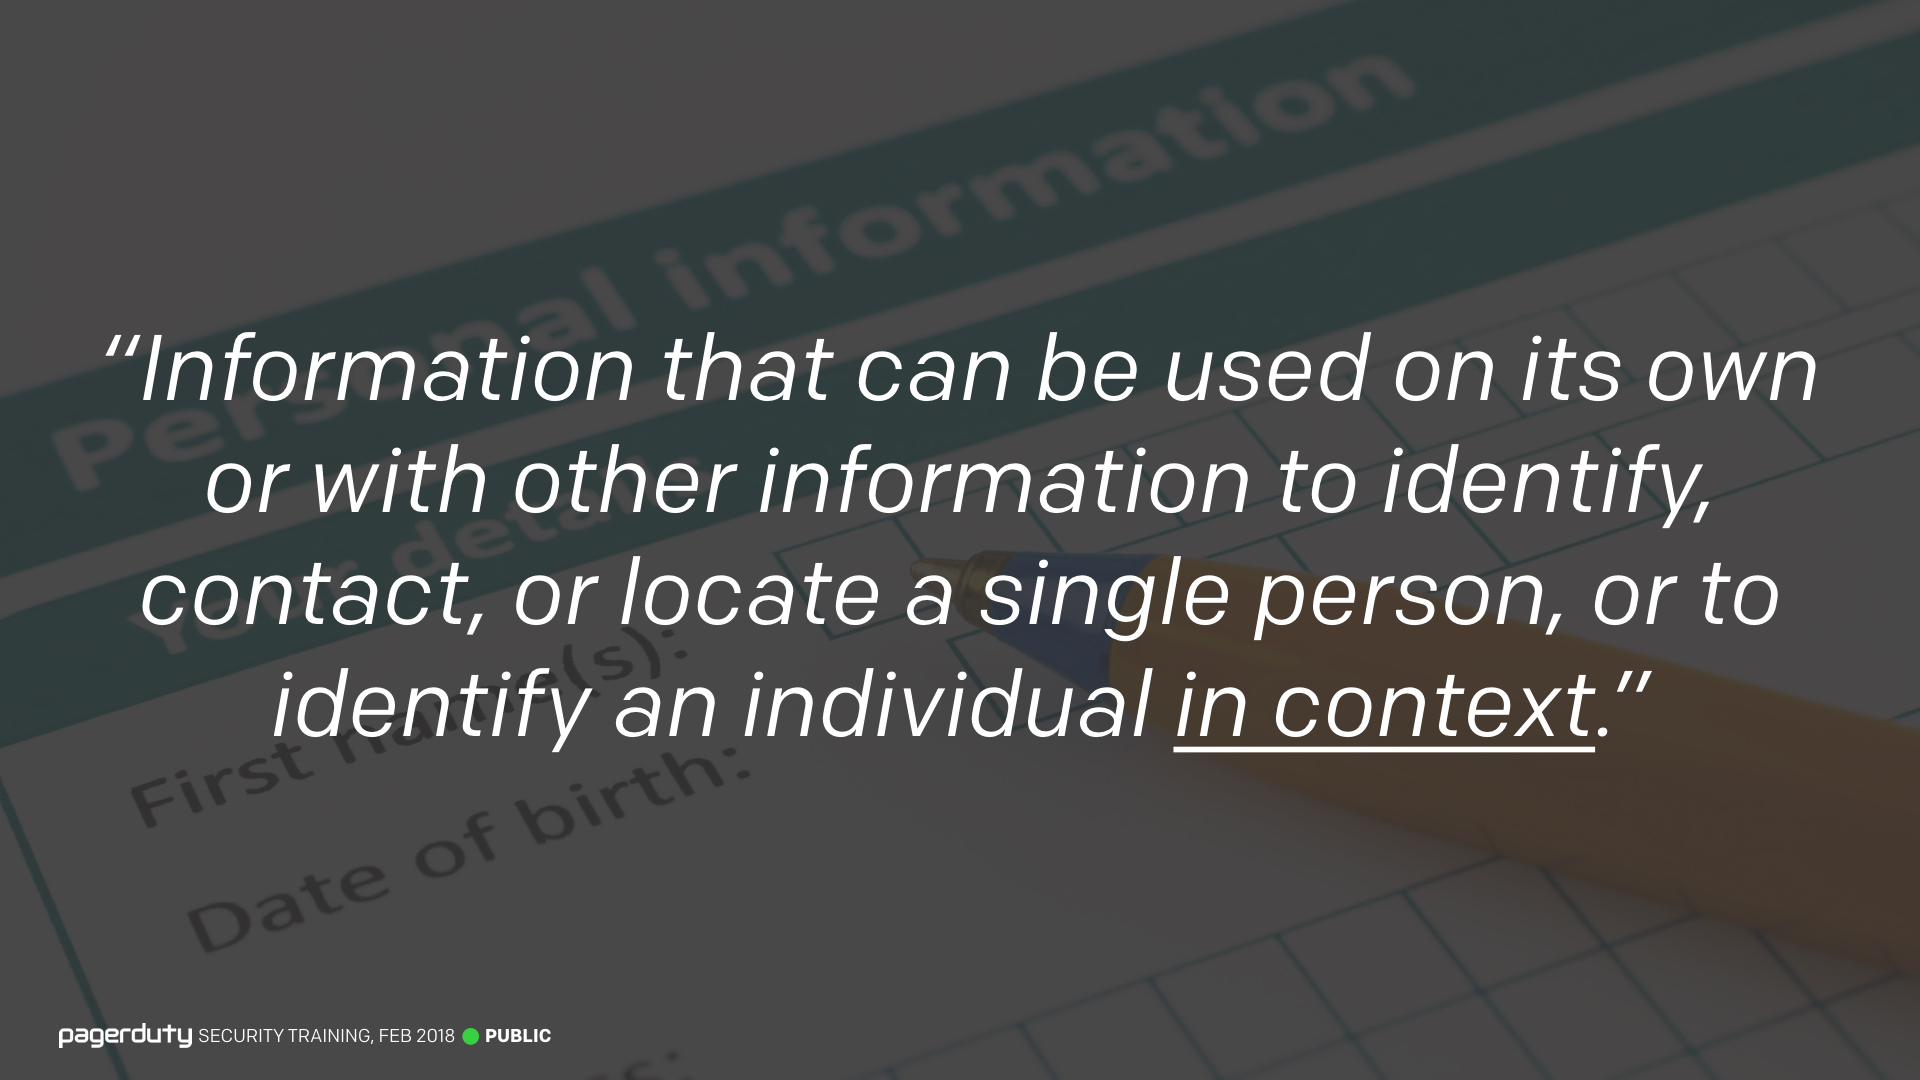 Personal information
Your details
“Information that can be used on its own
or with other information to identify,
contact, or locate a single person, or to
identify an individual in context.”
First name(s):
Date of birth:
pagerduty SECURITY TRAINING, FEB 2018 PUBLIC